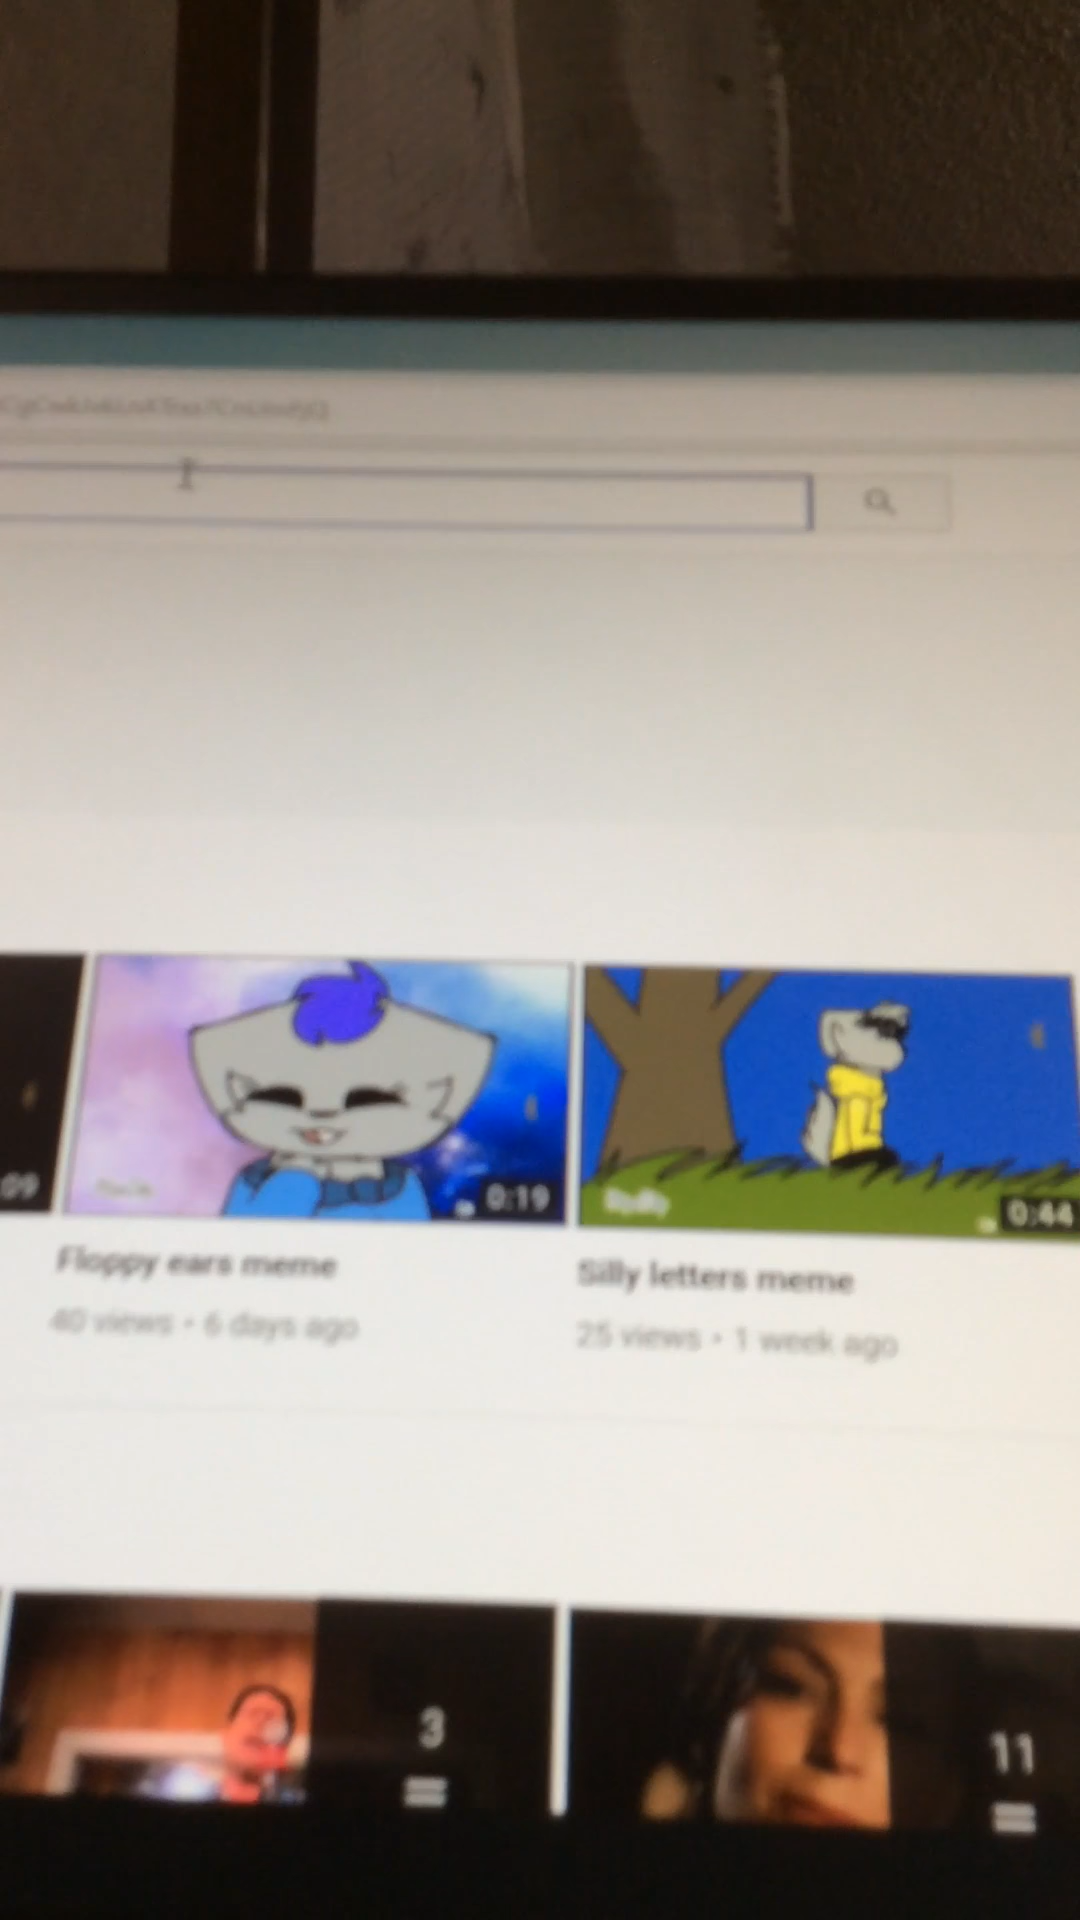 :09
0:19
0:44
Floppy ears meme
Silly letters meme
40 views • 6 days ago
25 views • 1 week ago
3
11